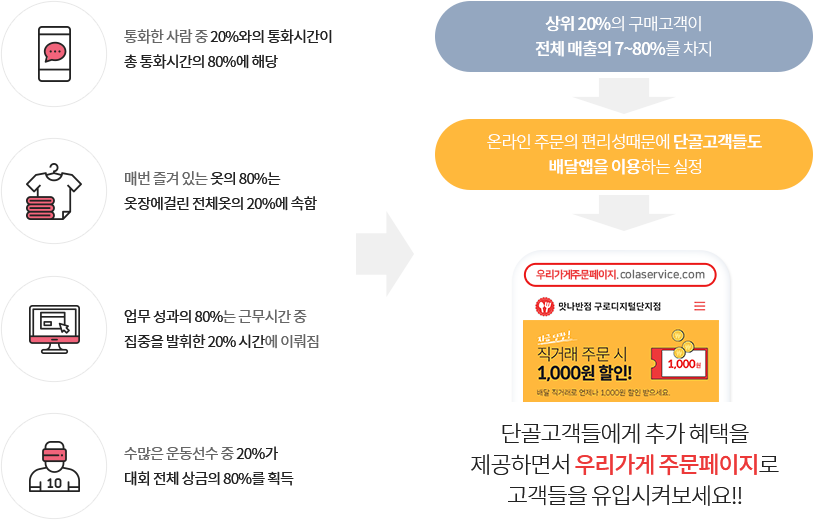 통화한 사람 중 20%와의 통화시간이
총 통화시간의 80%에 해당
매번 즐겨 있는 옷의 80%는
옷장에걸린 전체옷의 20%에 속함
업무 성과의 80%는 근무시간 중
집중을 발휘한 20% 시간에 이뤄짐
10
수많은 운동선수 중 20%가
대회 전체 상금의 80%를 획득
상위 20%의 구매고객이
전체 매출의 7~80%를 차지
온라인 주문의 편리성때문에 단골고객들도
배달앱을 이용하는 실정
우리가게주문페이지.colaservice.com
맛나반점 구로디지털단지점
직거래 주문 시
1,000원 할인!
1,000원
배달 직거래로 언제나 1,000원 할인 받으세요.
단골고객들에게 추가 혜택을
제공하면서 우리가게 주문페이지로
고객들을 유입시켜보세요!!